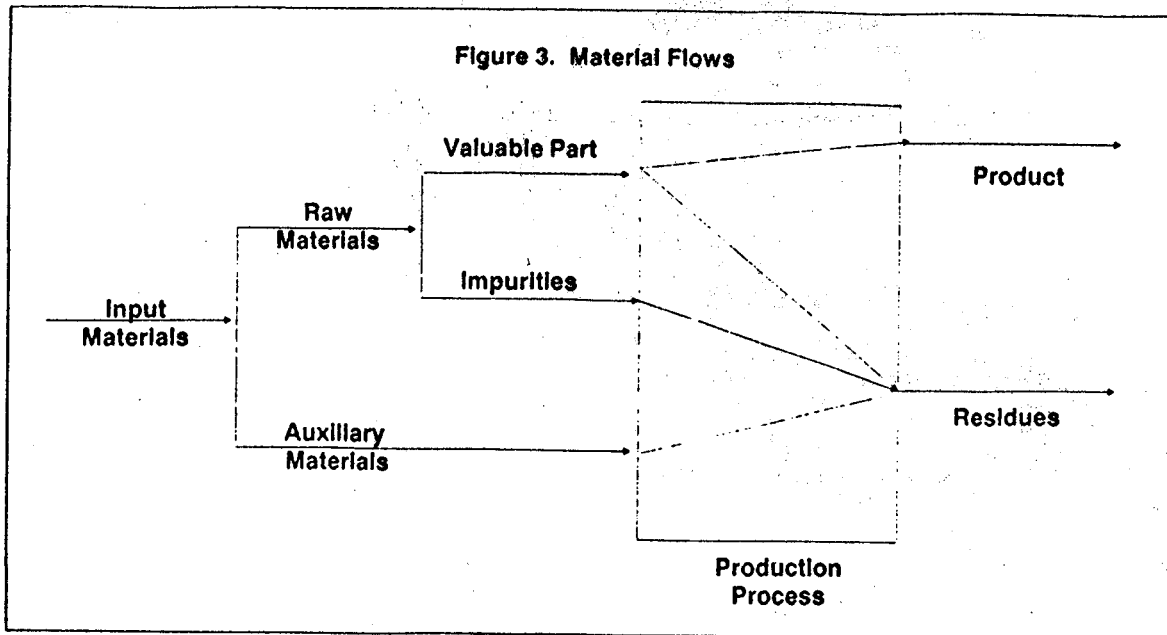 Figure 3. Material Flows
Valuable Part
Product
Raw
Materials
Impurities
Input
Materials
Residues
Auxiliary
Materials
Production
Process